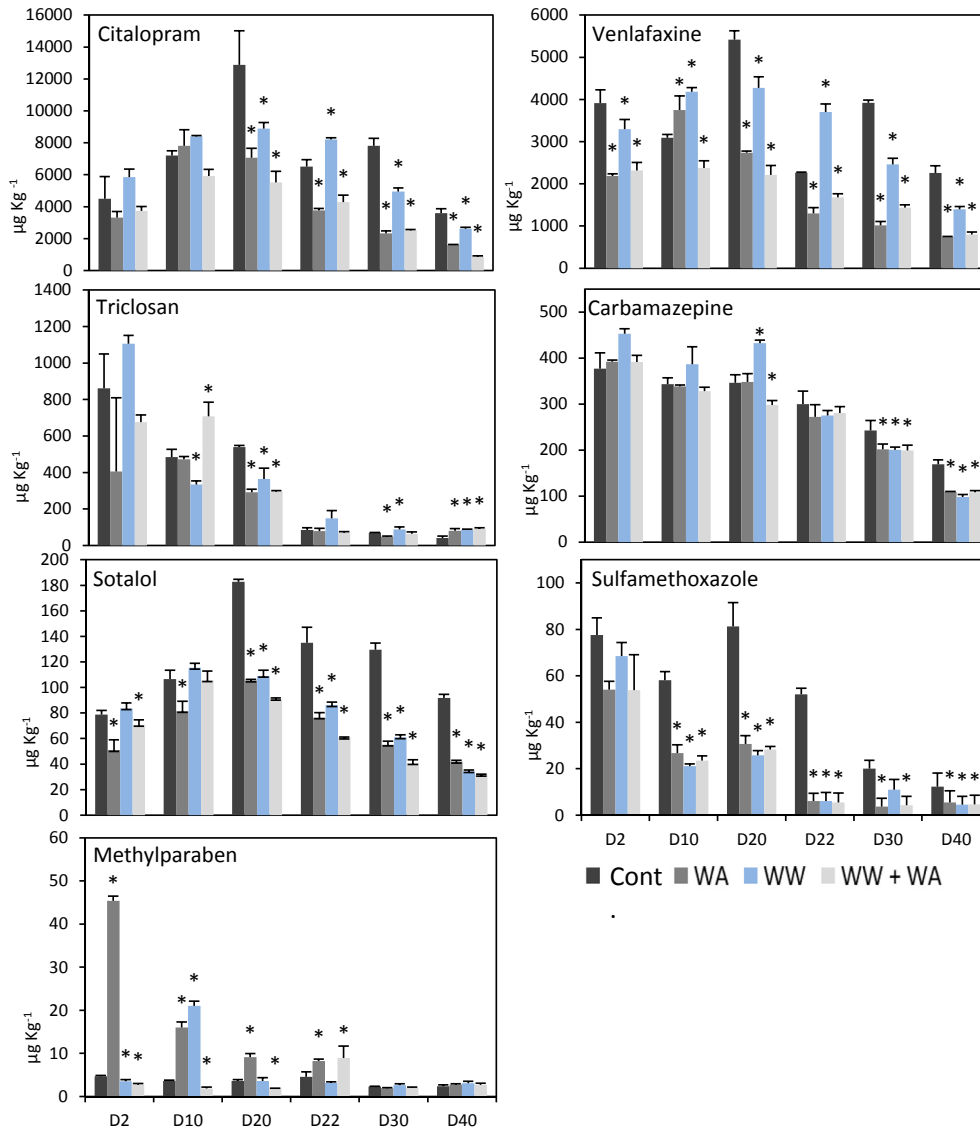 Citalopram
16000
14000
12000
10000
8000
6000
4000
2000
0
µg Kg-1
* * * * * * * * * * * *
Venlafaxine
6000
5000
4000
3000
2000
1000
0
µg Kg-1
* * * * * * * * * * * * * * * * * *
Triclosan
1400
1200
1000
800
600
400
200
0
µg Kg-1
* * * * * * * * * *
Carbamazepine
500
400
300
200
100
0
µg Kg-1
* * * * * * * *
Sotalol
200
180
160
140
120
100
80
60
40
20
0
µg Kg-1
* * * * * * * * * * * * * * *
Sulfamethoxazole
100
80
60
40
20
0
µg Kg-1
* * * * * * * * * * * * * *
D2 D10 D20 D22 D30 D40
Cont WA WW WW + WA
.
Methylparaben
60
50
40
30
20
10
0
µg Kg-1
* * * * * * * * * *
D2 D10 D20 D22 D30 D40